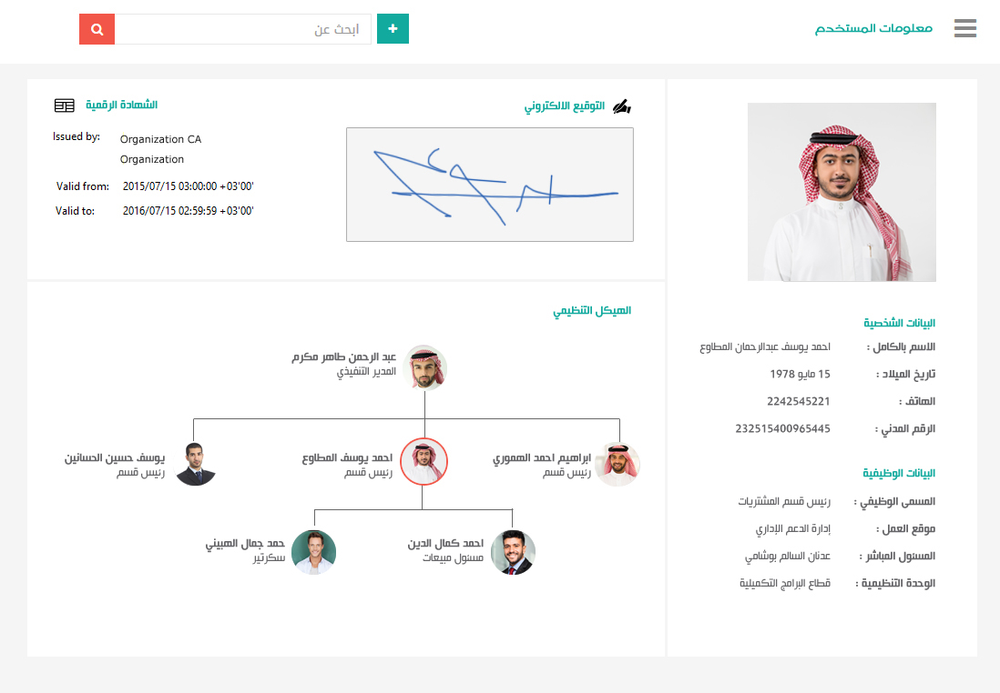 معلومات المستخدم
ابحث عن
البيانات الشخصية
الاسم بالكامل : احمد يوسف عبدالرحمان المطاوع
تاريخ الميلاد : 15 مايو 1978
الهاتف : 2242545221
الرقم المدني : 232515400965445
البيانات الوظيفية
المسمى الوظيفي : رئيس قسم المشتريات
موقع العمل : إدارة الدعم الإداري
المسئول المباشر : عدنان السالم بوشامي
الوحدة التنظيمية : قطاع البرامج التكميلية
التوقيع الالكتروني
الشهادة الرقمية
Issued by: Organization CA
Organization
Valid from: 2015/07/15 03:00:00 +03'00'
Valid to: 2016/07/15 02:59:59 +03'00'
الهيكل التنظيمي
عبد الرحمن طاهر مكرم
المدير التنفيذي
ابراهيم احمد الهموري
رئيس قسم
احمد يوسف المطاوع
رئيس قسم
يوسف حسين الحسانين
رئيس قسم
احمد كمال الدين
مسئول مبيعات
حمد جمال الهبيني
سكرتير